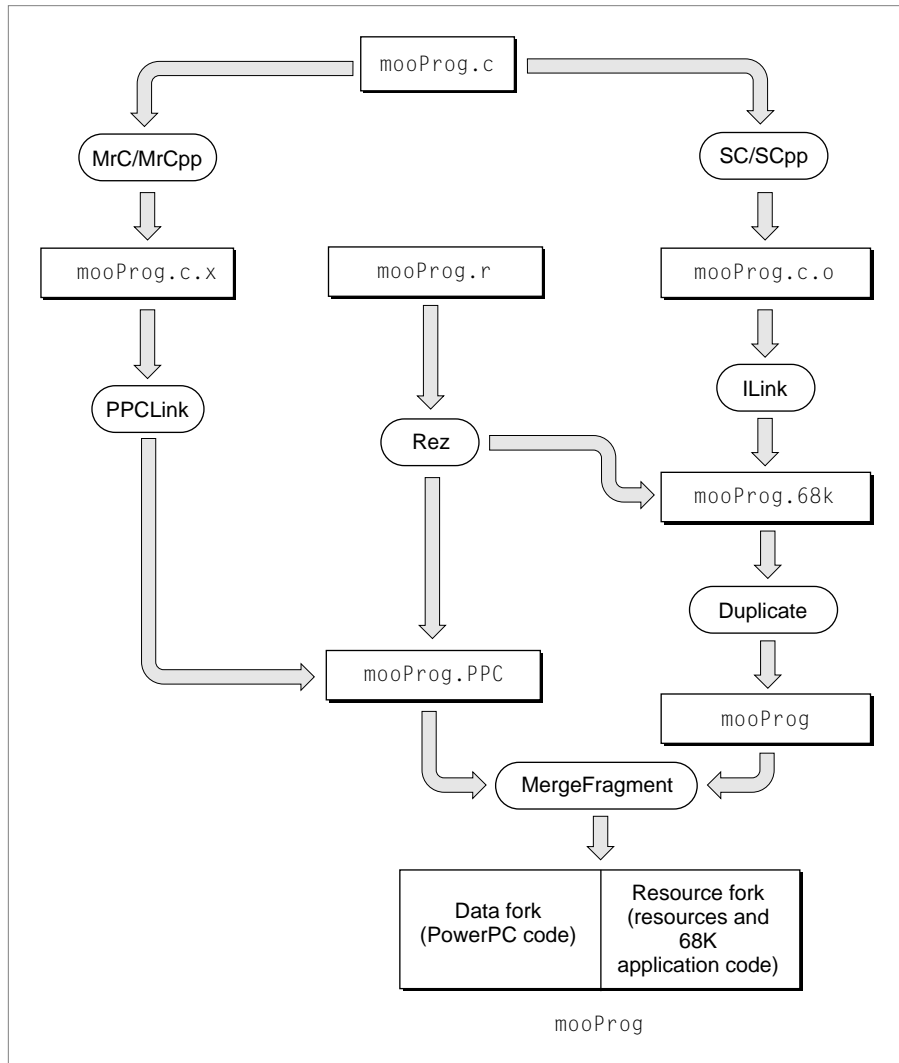 mooProg.c
MrC/MrCpp
SC/SCpp
mooProg.c.x
mooProg.r
mooProg.c.o
PPCLink
ILink
Rez
mooProg.68k
Duplicate
mooProg.PPC
mooProg
MergeFragment
Data fork
(PowerPC code)
Resource fork
(resources and
68K
application code)
mooProg